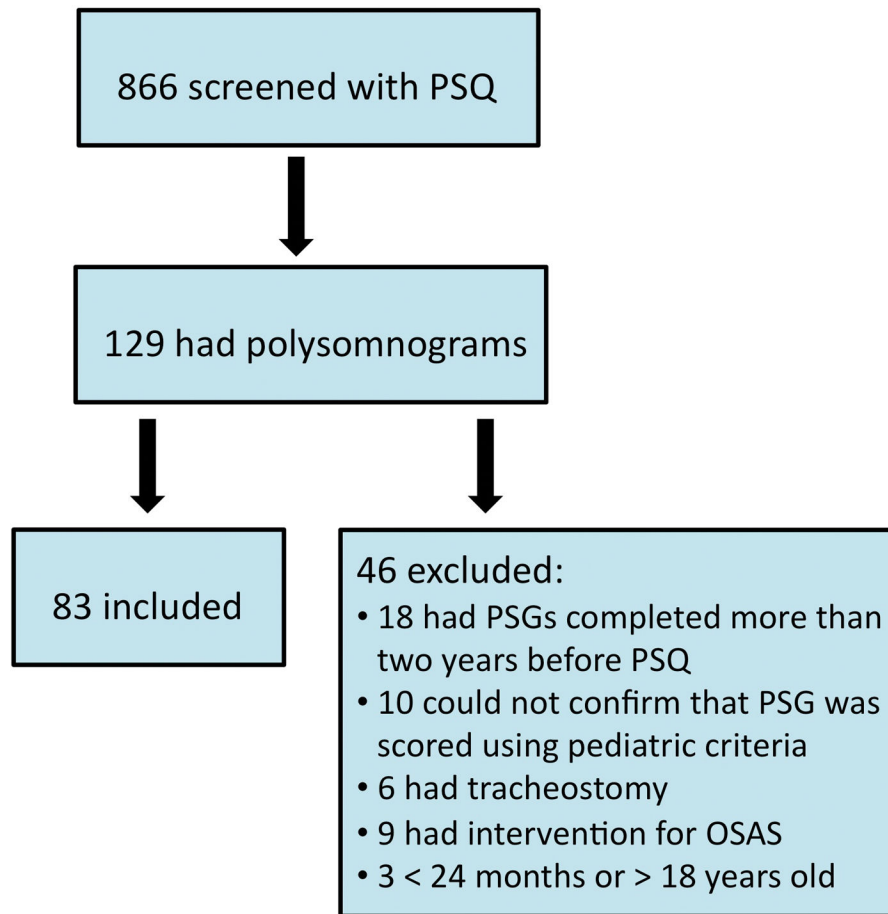 866 screened with PSQ
129 had polysomnograms
83 included
46 excluded:
• 18 had PSGs completed more than
two years before PSQ
• 10 could not confirm that PSG was
scored using pediatric criteria
• 6 had tracheostomy
• 9 had intervention for OSAS
• 3 < 24 months or > 18 years old